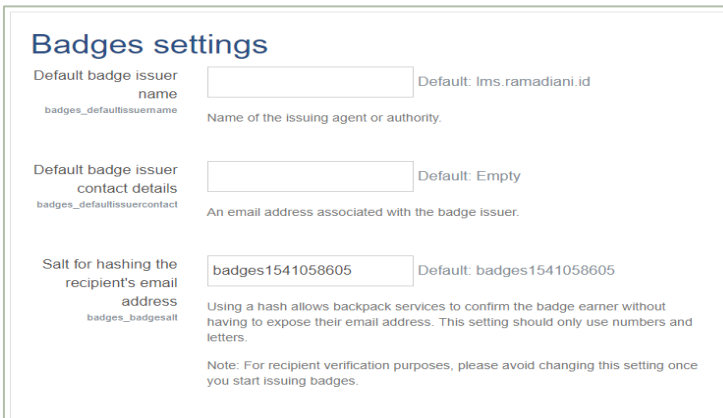 Badges settings
Default badge issuer
name
badges_defaultissuername
Default: lms.ramadiani.id
Name of the issuing agent or authority.
Default badge issuer
contact details
badges_defaultissuercontact
Default: Empty
An email address associated with the badge issuer.
Salt for hashing the
recipient's email
address
badges_badgesalt
badges1541058605 Default: badges1541058605
Using a hash allows backpack services to confirm the badge earner without
having to expose their email address. This setting should only use numbers and
letters.
Note: For recipient verification purposes, please avoid changing this setting once
you start issuing badges.